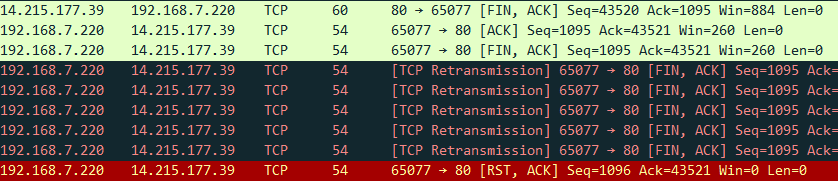 14.215.177.39 192.168.7.220 TCP 60 80 → 65077 [FIN, ACK] Seq=43520 Ack=1095 Win=884 Len=0
192.168.7.220 14.215.177.39 TCP 54 65077 → 80 [ACK] Seq=1095 Ack=43521 Win=260 Len=0
192.168.7.220 14.215.177.39 TCP 54 65077 → 80 [FIN, ACK] Seq=1095 Ack=43521 Win=260 Len=0
192.168.7.220 14.215.177.39 TCP 54 [TCP Retransmission] 65077 → 80 [FIN, ACK] Seq=1095 Ack=
192.168.7.220 14.215.177.39 TCP 54 [TCP Retransmission] 65077 → 80 [FIN, ACK] Seq=1095 Ack=
192.168.7.220 14.215.177.39 TCP 54 [TCP Retransmission] 65077 → 80 [FIN, ACK] Seq=1095 Ack=
192.168.7.220 14.215.177.39 TCP 54 [TCP Retransmission] 65077 → 80 [FIN, ACK] Seq=1095 Ack=
192.168.7.220 14.215.177.39 TCP 54 [TCP Retransmission] 65077 → 80 [FIN, ACK] Seq=1095 Ack=
192.168.7.220 14.215.177.39 TCP 54 65077 → 80 [RST, ACK] Seq=1096 Ack=43521 Win=0 Len=0